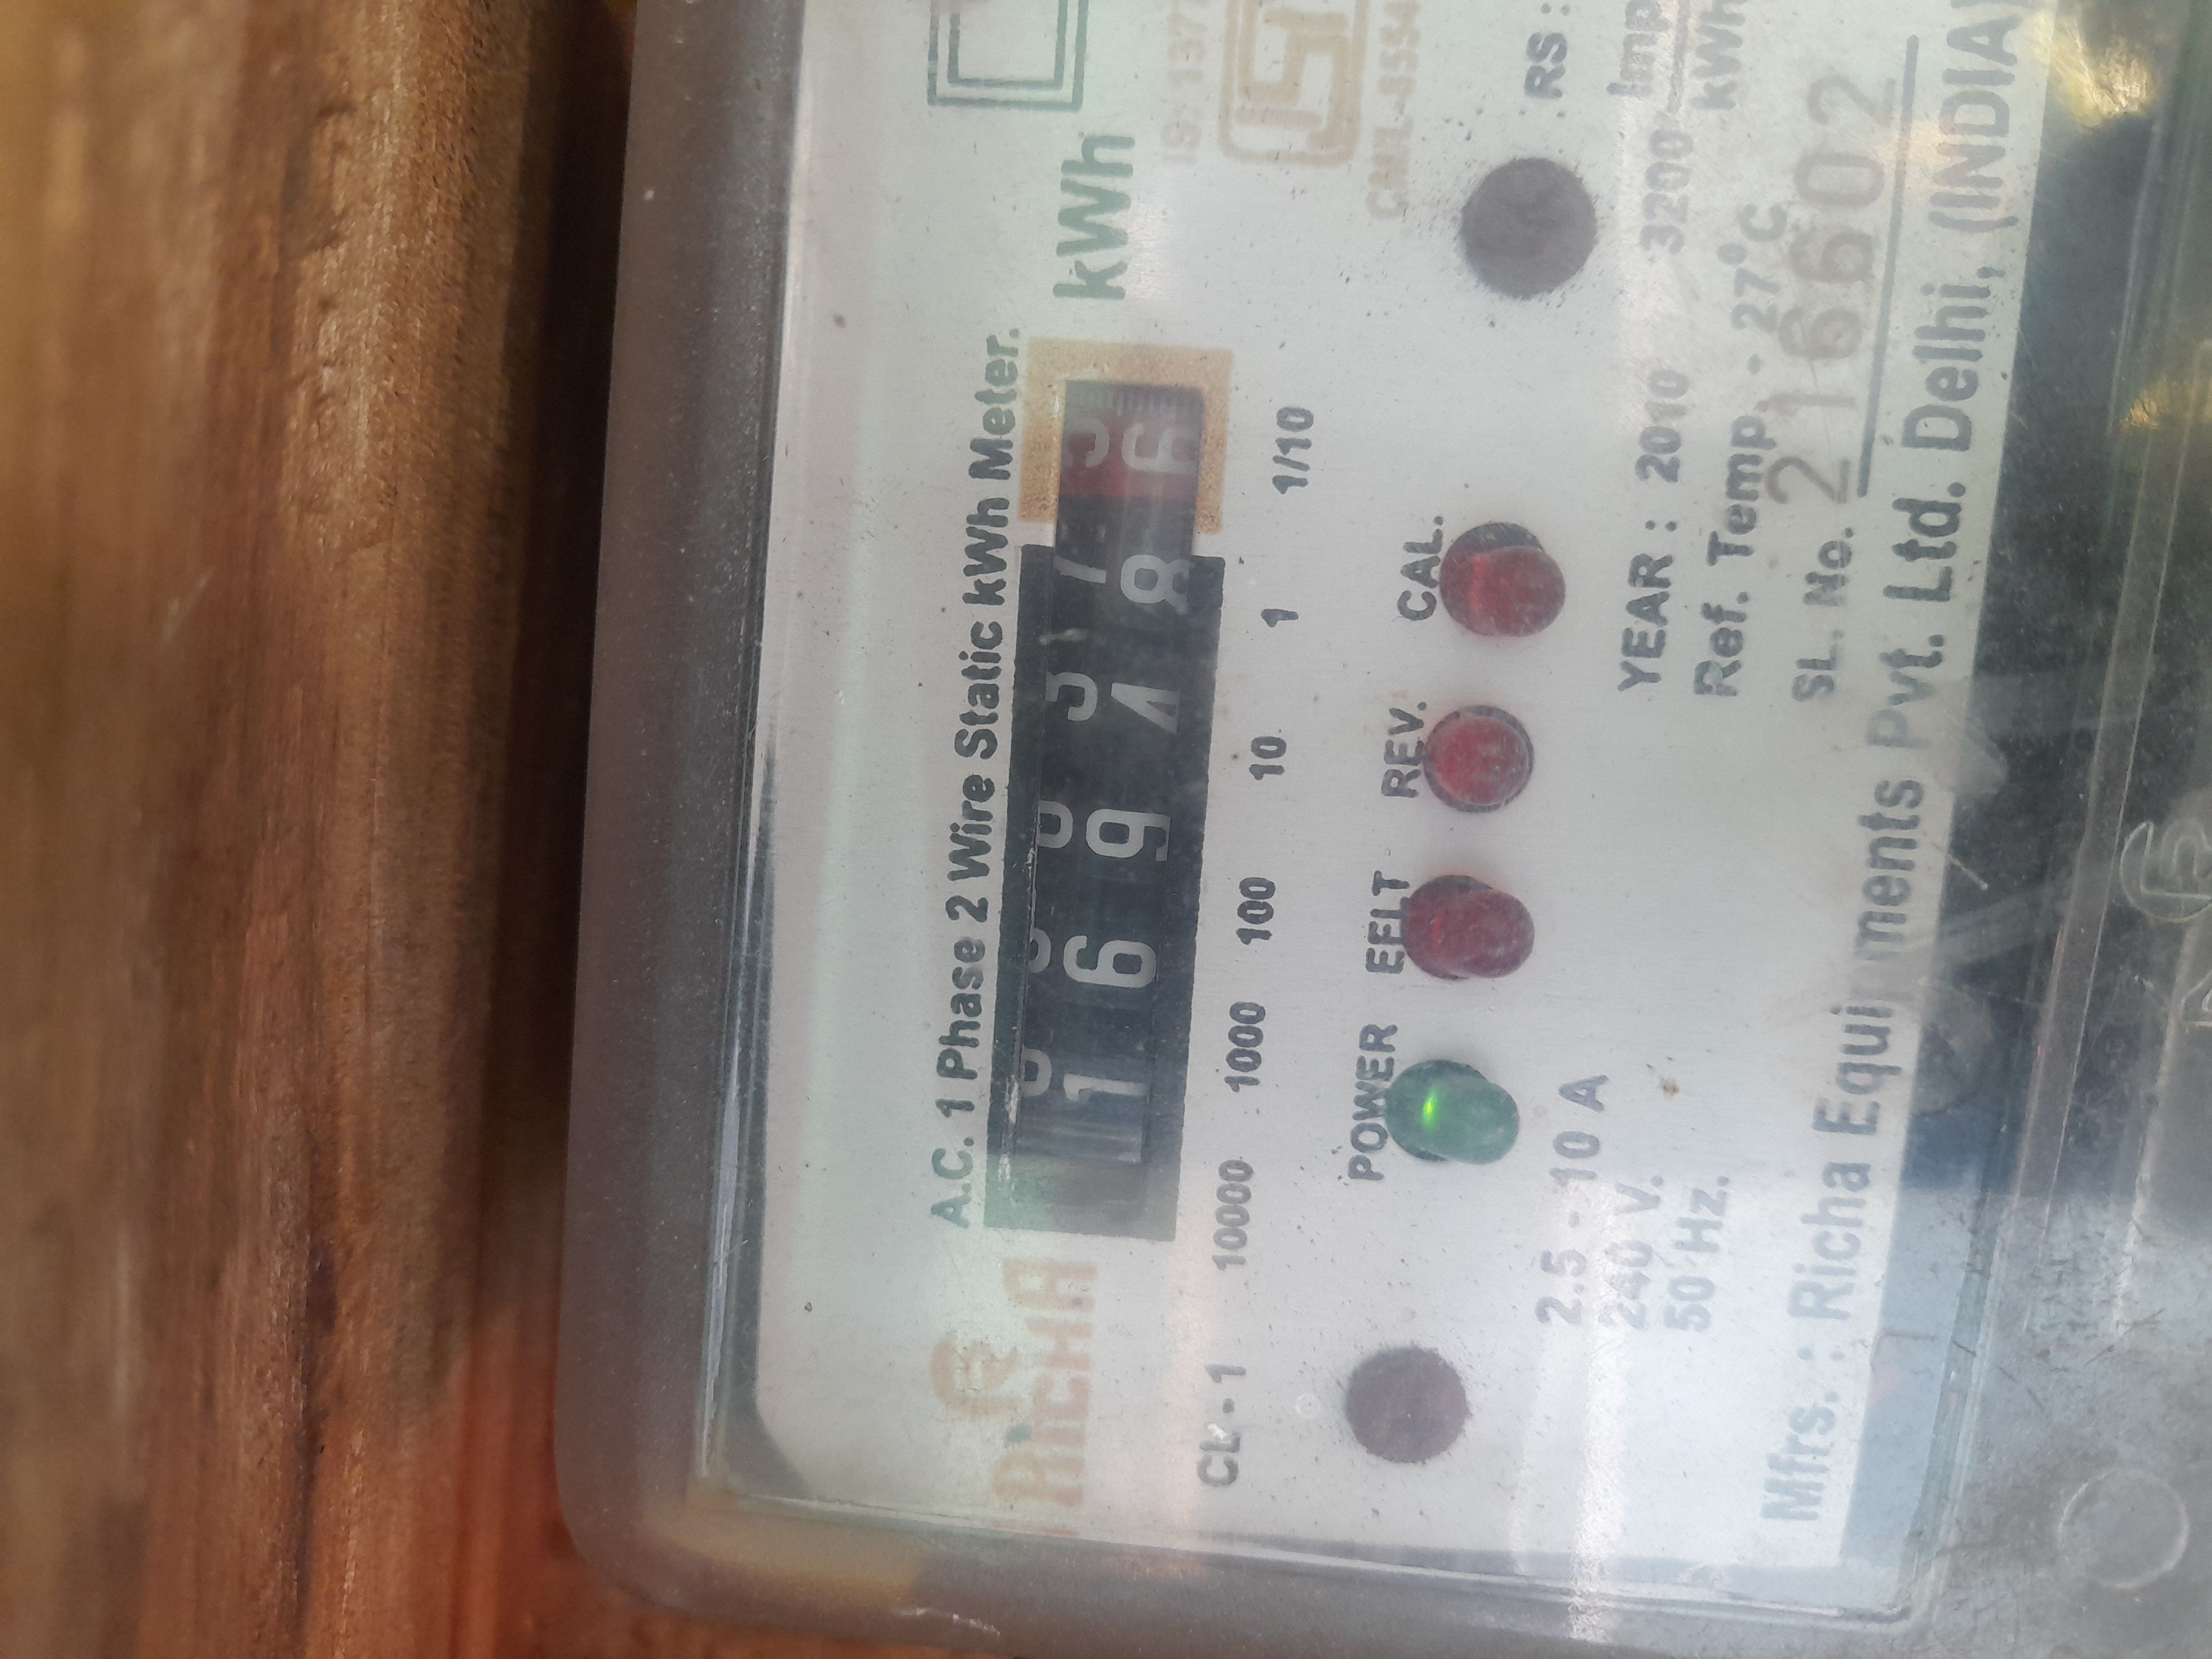 A.C. 1 Phase 2 Wire Static kWh Meter.
RICHA
1 6 9 4 8 6
kWh
10000 1000 100 10 1 1/10
CL - 1
POWER EFLT REV. CAL.
RS :
2.5 - 10 A
240 V.
50 Hz.
YEAR : 2010
3200 Imp
kWh
Ref. Temp. - 27°C
SL. No. 216602
Mfrs. : Richa Equipments Pvt. Ltd. Delhi, (INDIA)